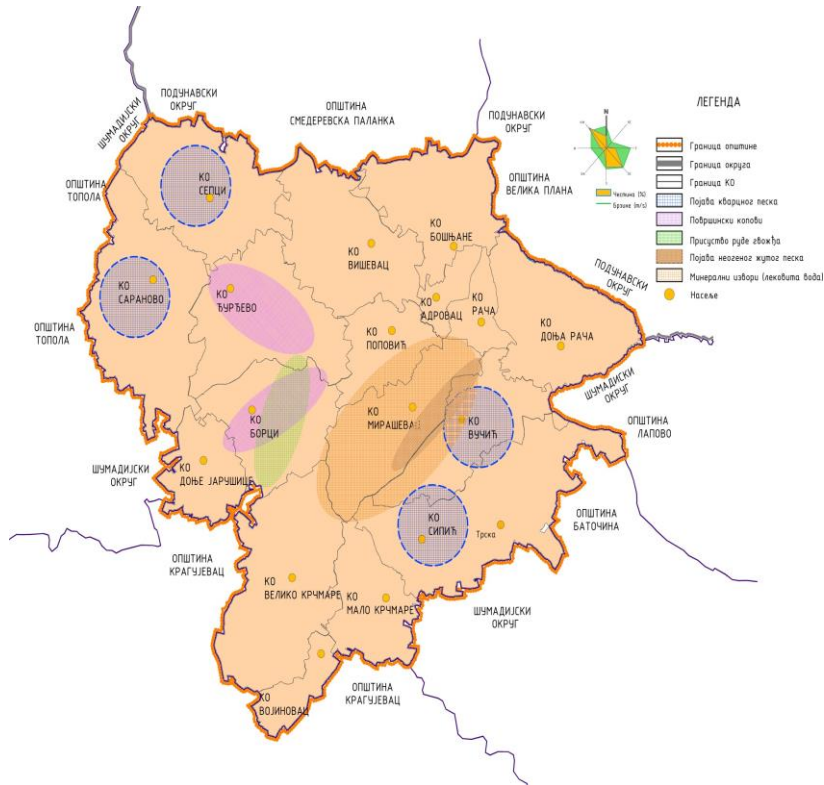 ПОДУНАВСКИ
ОКРУГ
ШУМАДИЈСКИ
ОКРУГ
ОПШТИНА
СМЕДЕРЕВСКА ПАЛАНКА
ПОДУНАВСКИ
ОКРУГ
ОПШТИНА
ВЕЛИКА ПЛАНА
ОПШТИНА
ТОПОЛА
ЛЕГЕНДА
N
Честина (%)
Брзине (m/s)
Граница општине
Граница округа
Граница КО
Појава кварцног песка
Површински копови
Присуство руде гвожђа
Појава неогеног жутог песка
Минерални извори (лековита вода)
Насеље
КО
СЕПЦИ
КО
БОШЊАНЕ
КО
ВИШЕВАЦ
ПОДУНАВСКИ
ОКРУГ
КО
САРАНОВО
КО
ЂУРЂЕВО
КО
АДРОВАЦ
КО
РАЧА
КО
ДОЊА РАЧА
ОПШТИНА
ТОПОЛА
КО
ПОПОВИЋ
ШУМАДИСКИ
ОКРУГ
КО
БОРЦИ
КО
МИРАШЕВАЦ
КО
ВУЧИЋ
ОПШТИНА
ЛАПОВО
ШУМАДИЈСКИ
ОКРУГ
КО
ДОЊЕ ЈАРУШИЦЕ
КО
СИПИЋ
Трска
ОПШТИНА
БАТОЧИНА
ОПШТИНА
КРАГУЈЕВАЦ
КО
ВЕЛИКО КРЧМАРЕ
КО
МАЛО КРЧМАРЕ
ШУМАДИЈСКИ
ОКРУГ
КО
ВОЈИНОВАЦ
ОПШТИНА
КРАГУЈЕВАЦ